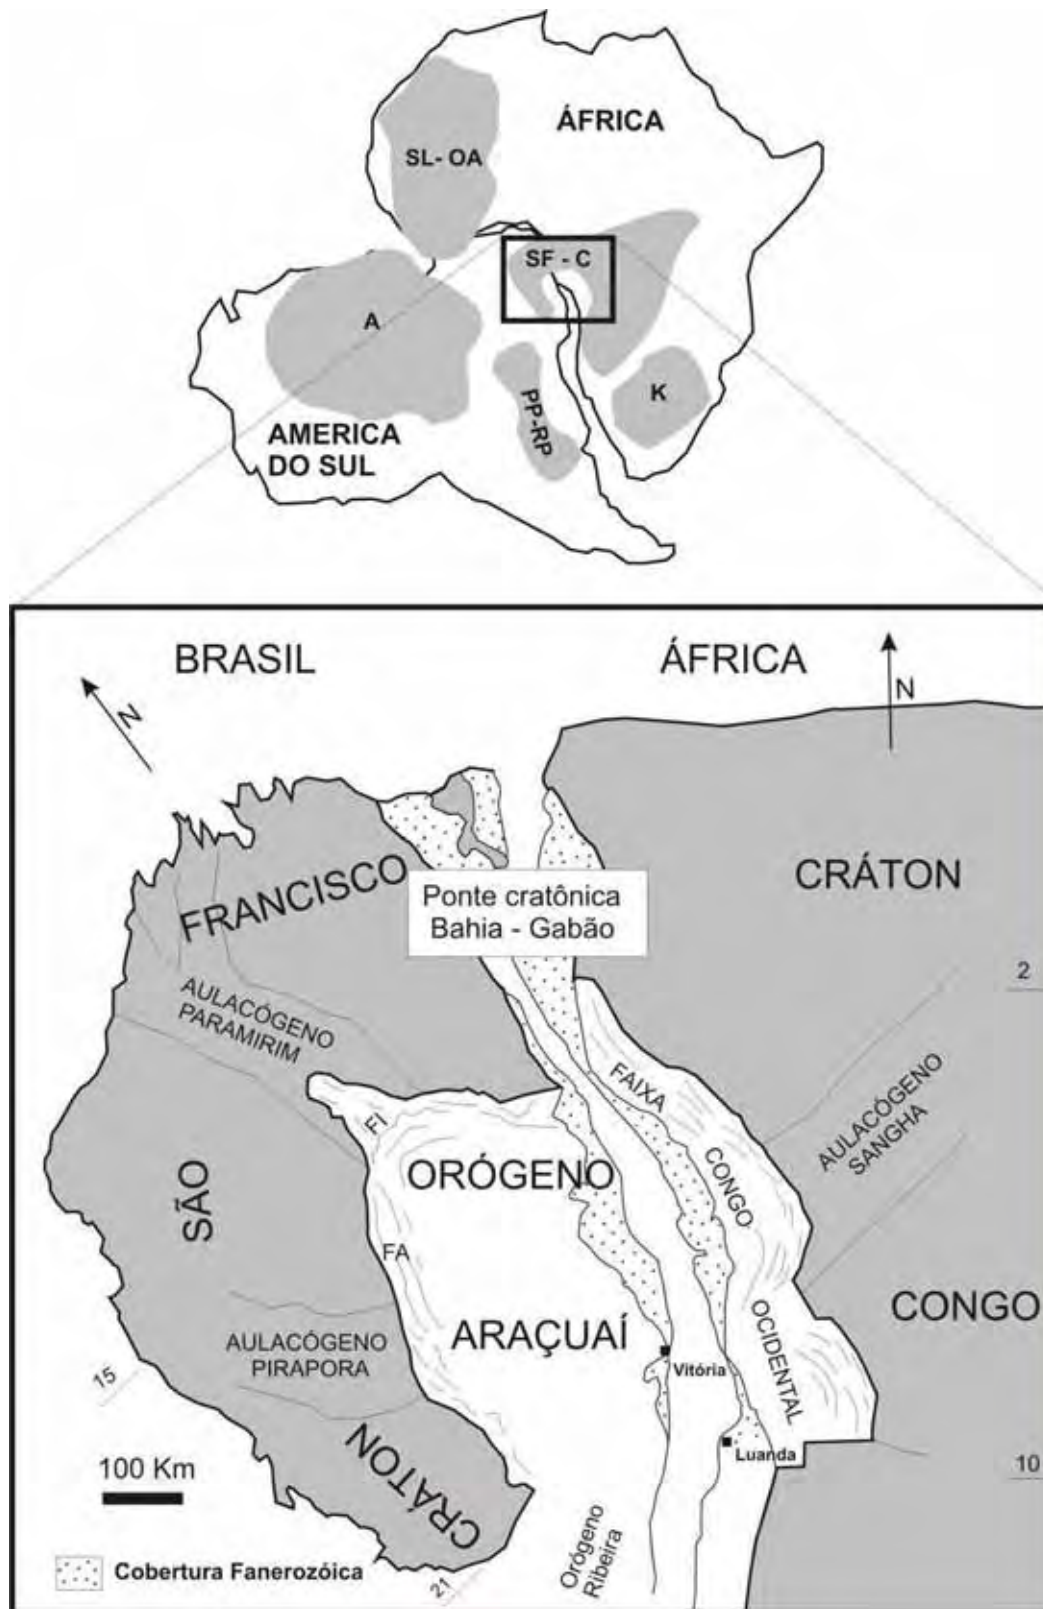 ÁFRICA
SL- OA
SF - C
A
K
PP-RP
AMERICA
DO SUL
BRASIL
ÁFRICA
N
N
FRANCISCO
CRÁTON
Ponte cratônica
Bahia - Gabão
2
AULACÓGENO
PARAMIRIM
FAIXA
CONGO
OCIDENTAL
AULACÓGENO
SANGHA
FI
ORÓGENO
SÃO
FA
ARAÇUAÍ
CONGO
AULACÓGENO
PIRAPORA
Vitória
15
CRÁTON
Luanda
100 Km
10
Orógeno
Ribeira
Cobertura Fanerozóica
21